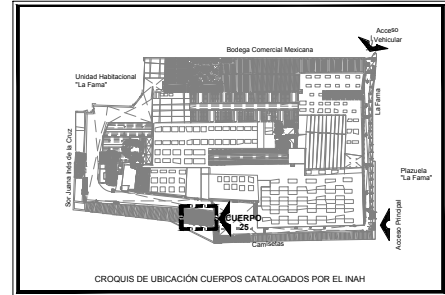 Acceso
Vehicular
Bodega Comercial Mexicana
Unidad Habitacional
"La Fama"
La Fama
Sor Juana Inés de la Cruz
Plazuela
"La Fama"
CUERPO
25
Camisetas
Acceso Principal
CROQUIS DE UBICACIÓN CUERPOS CATALOGADOS POR EL INAH